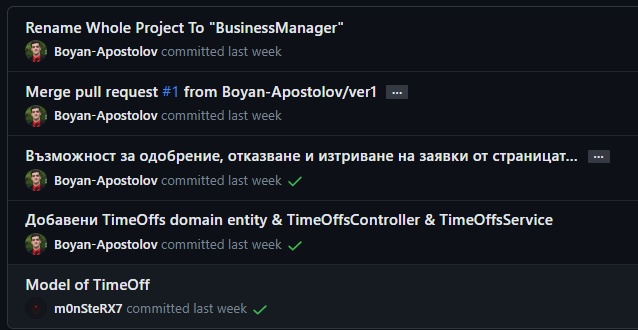 Rename Whole Project To "BusinessManager"
Boyan-Apostolov committed last week
Merge pull request #1 from Boyan-Apostolov/ver1 ...
Boyan-Apostolov committed last week
Възможност за одобрение, отказване и изтриване на заявки от страницат... ...
Boyan-Apostolov committed last week
Добавени TimeOffs domain entity & TimeOffsController & TimeOffsService
Boyan-Apostolov committed last week
Model of TimeOff
m0nSteRX7 committed last week